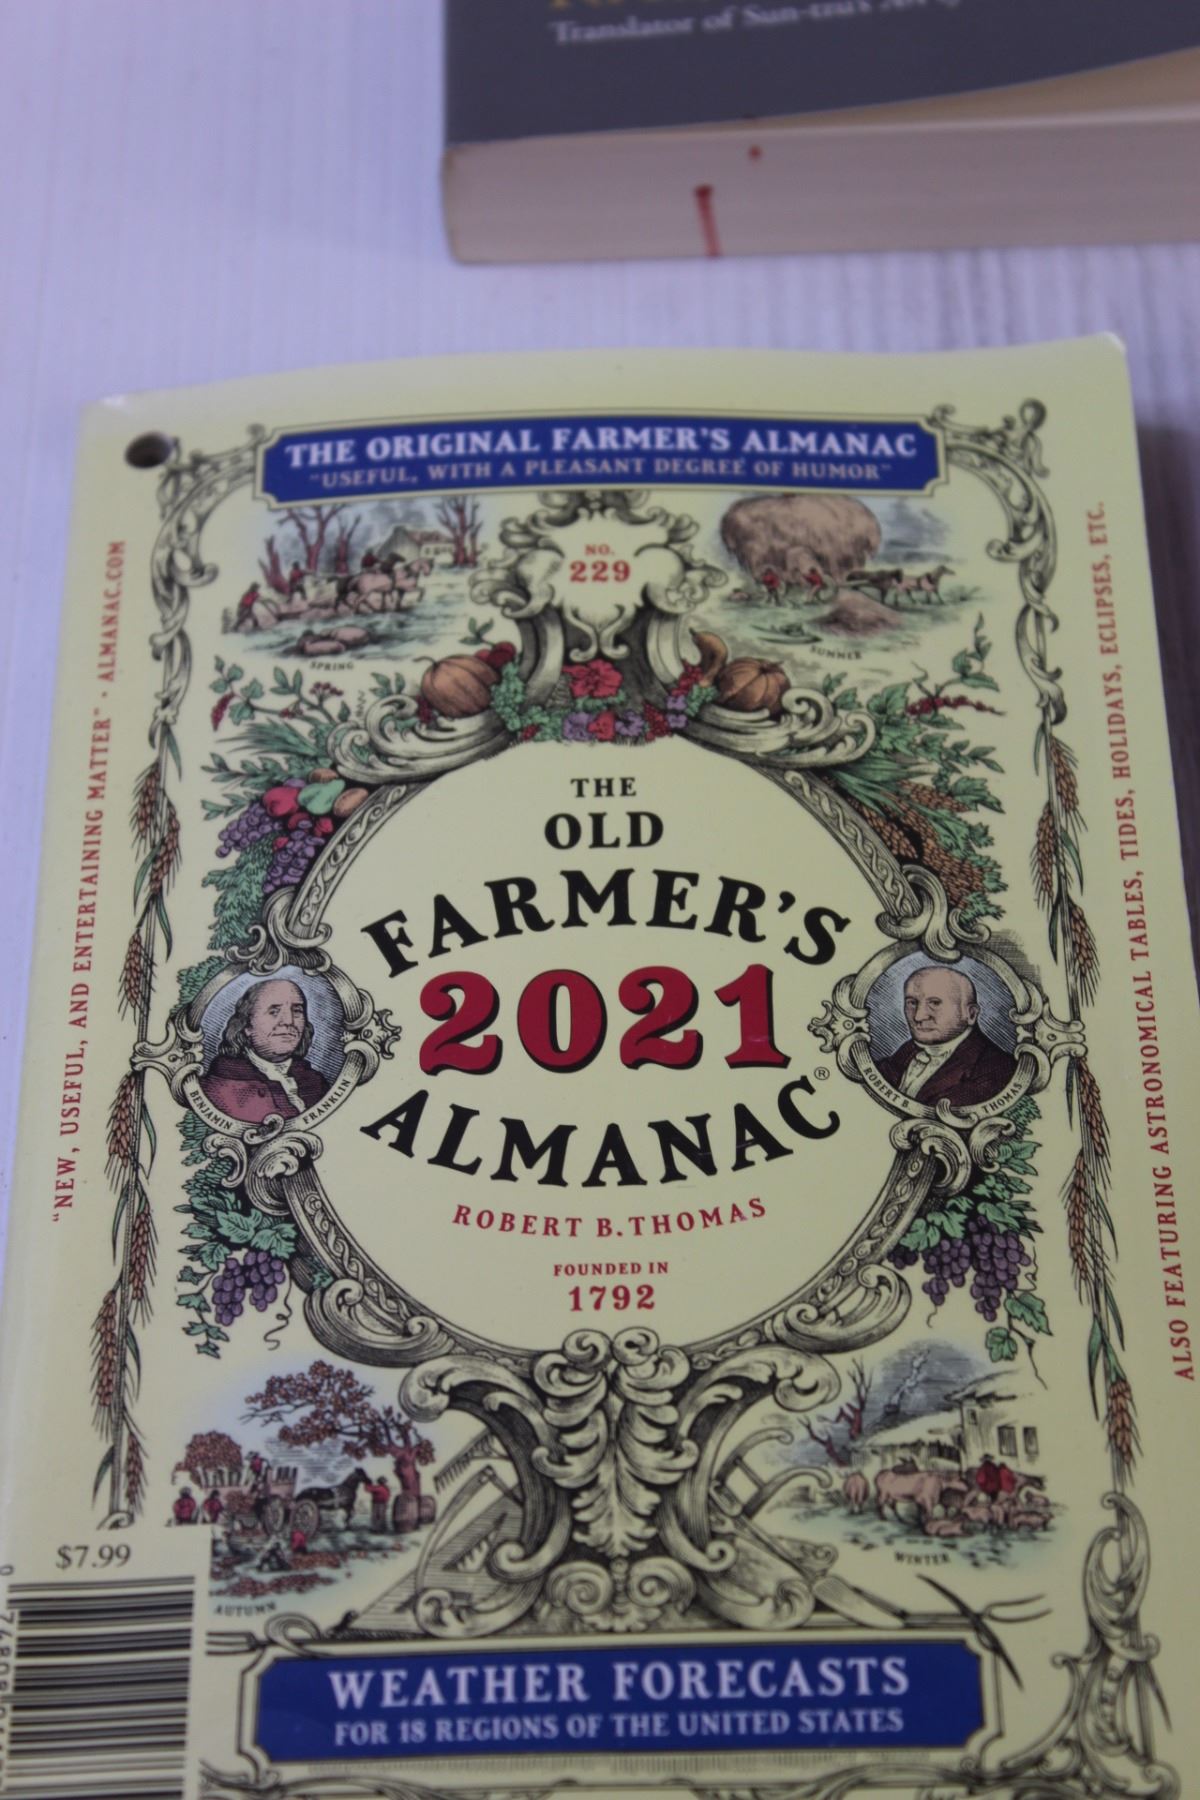 Translator of Sun-tzu's
THE ORIGINAL FARMER'S ALMANAC
"USEFUL, WITH A PLEASANT DEGREE OF HUMOR"
NO.
229
SPRING
SUMMER
"NEW, USEFUL, AND ENTERTAINING MATTER" · ALMANAC.COM
ALSO FEATURING ASTRONOMICAL TABLES, TIDES, HOLIDAYS, ECLIPSES, ETC.
THE
OLD
FARMER'S
2021
ALMANAC®
BENJAMIN FRANKLIN
ROBERT B. THOMAS
ROBERT B. THOMAS
FOUNDED IN
1792
AUTUMN
WINTER
$7.99
WEATHER FORECASTS
FOR 18 REGIONS OF THE UNITED STATES